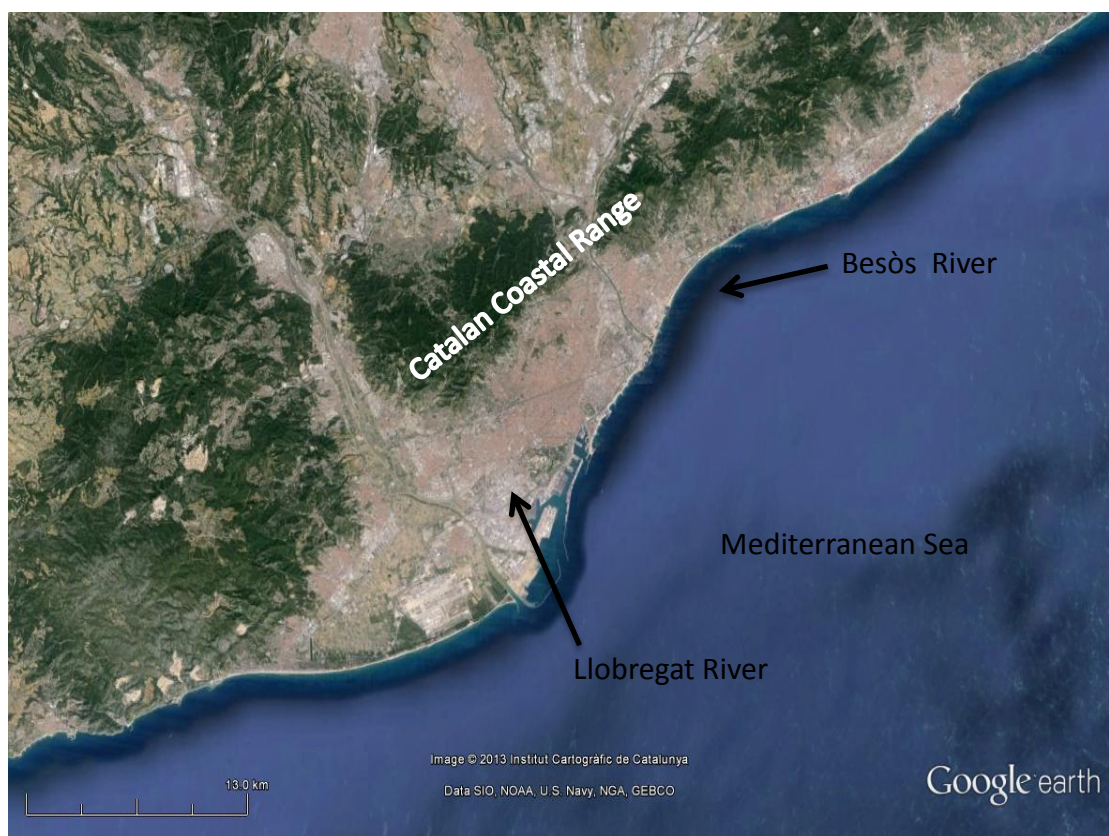 Catalan Coastal Range
Besòs River
Mediterranean Sea
Llobregat River
Image © 2013 Institut Cartogràfic de Catalunya
Data SIO, NOAA, U.S. Navy, NGA, GEBCO
13.0 km
Google earth